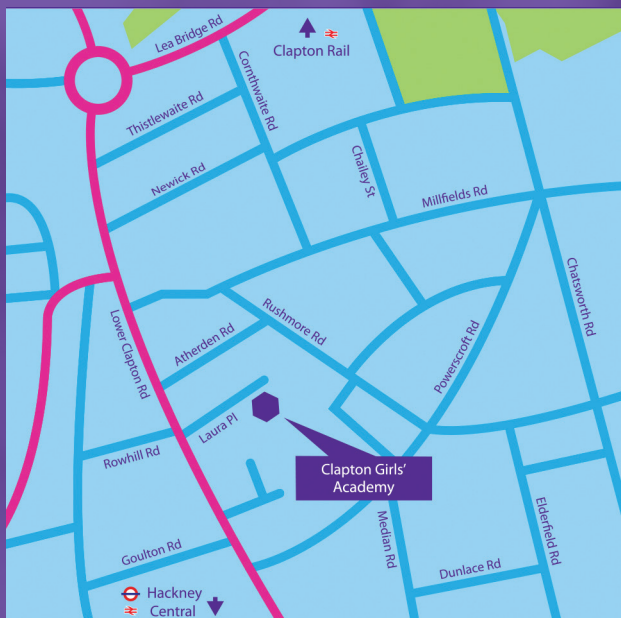 Lea Bridge Rd
Clapton Rail
Cornthwaite Rd
Thistlewaite Rd
Chailey St
Newick Rd
Millfields Rd
Chatsworth Rd
Rushmore Rd
Lower Clapton Rd
Atherden Rd
Powerscroft Rd
Laura Pl
Rowhill Rd
Clapton Girls'
Academy
Median Rd
Elderfield Rd
Goulton Rd
Dunlace Rd
Hackney
Central